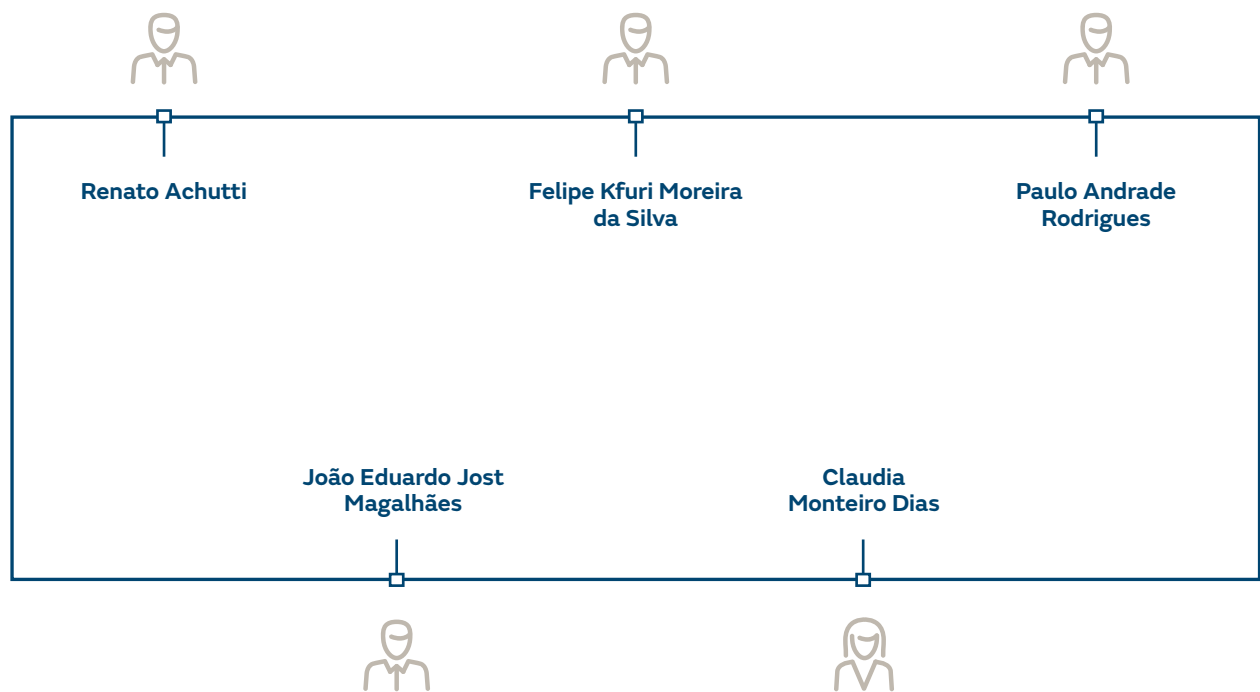 Renato Achutti
Felipe Kfuri Moreira
da Silva
Paulo Andrade
Rodrigues
João Eduardo Jost
Magalhães
Claudia
Monteiro Dias